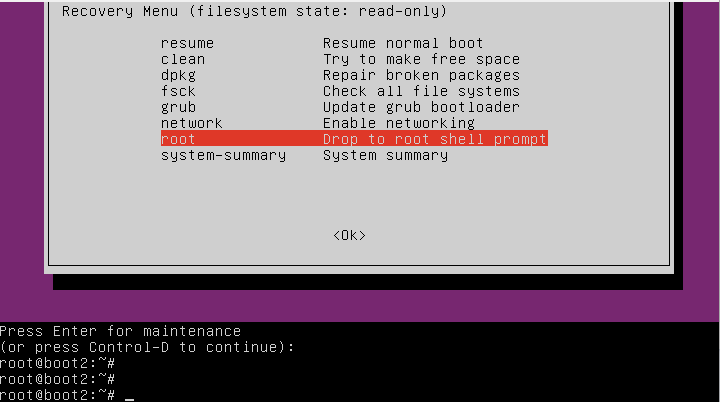 Recovery Menu (filesystem state: read-only)
resume Resume normal boot
clean Try to make free space
dpkg Repair broken packages
fsck Check all file systems
grub Update grub bootloader
network Enable networking
root Drop to root shell prompt
system-summary System summary
<Ok>
Press Enter for maintenance
(or press Control-D to continue):
root@boot2:~#
root@boot2:~#
root@boot2:~# _